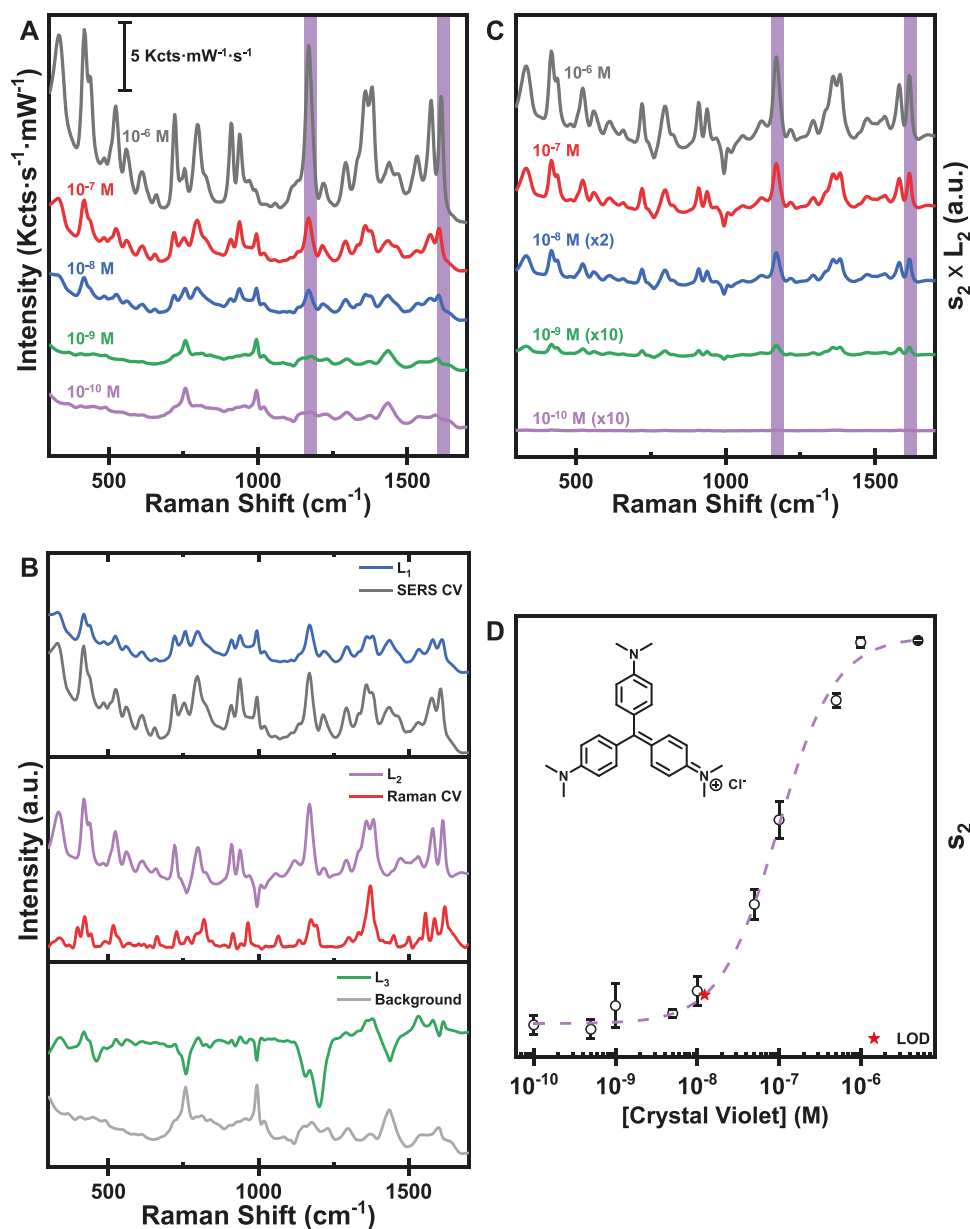 A
5 Kcts·mW⁻¹·s⁻¹
10⁻⁶ M
10⁻⁷ M
10⁻⁸ M
10⁻⁹ M
10⁻¹⁰ M
Intensity (Kcts·s⁻¹·mW⁻¹)
500 1000 1500
Raman Shift (cm⁻¹)
C
10⁻⁶ M
10⁻⁷ M
10⁻⁸ M (x2)
10⁻⁹ M (x10)
10⁻¹⁰ M (x10)
s₂ x L₂ (a.u.)
500 1000 1500
Raman Shift (cm⁻¹)
B
L₁
SERS CV
L₂
Raman CV
L₃
Background
Intensity (a.u.)
500 1000 1500
Raman Shift (cm⁻¹)
D
N
N
N
⊕ Cl⁻
LOD
s₂
10⁻¹⁰ 10⁻⁹ 10⁻⁸ 10⁻⁷ 10⁻⁶
[Crystal Violet] (M)